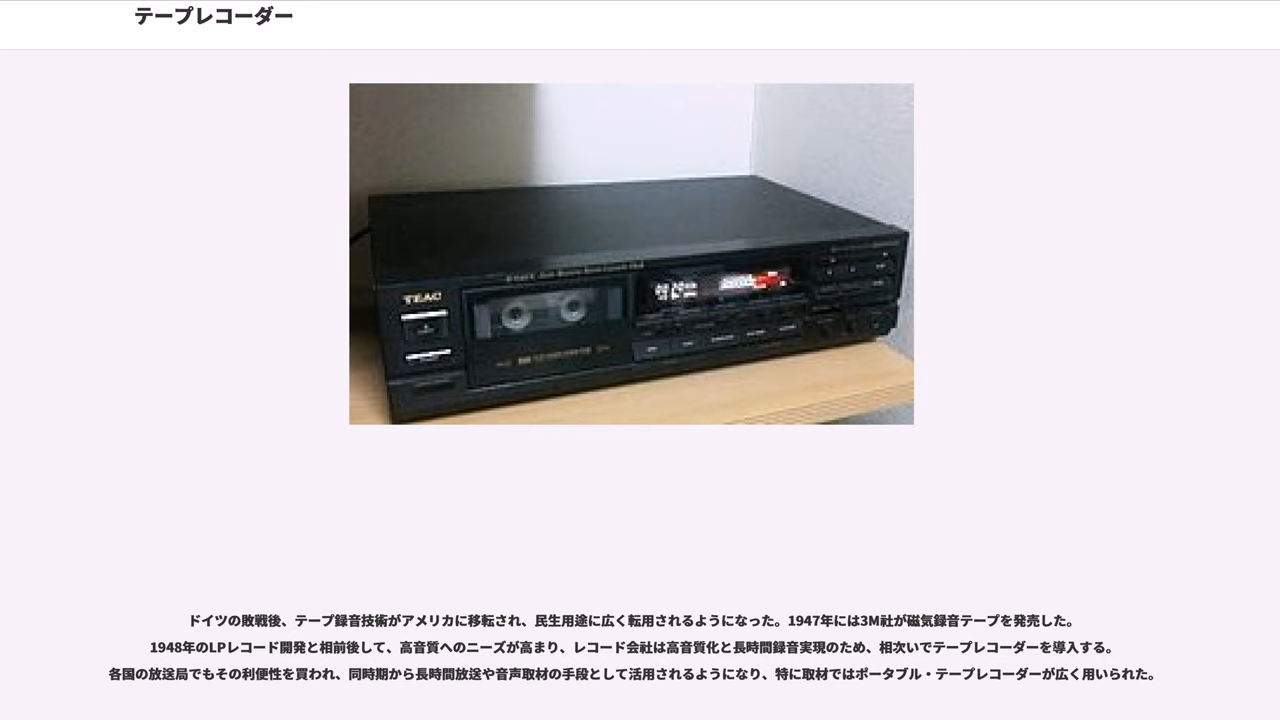 テープレコーダー
TEAC
ドイツの敗戦後、テープ録音技術がアメリカに移転され、民生用途に広く転用されるようになった。1947年には3M社が磁気録音テープを発売した。
1948年のLPレコード開発と相前後して、高音質へのニーズが高まり、レコード会社は高音質化と長時間録音実現のため、相次いでテープレコーダーを導入する。
各国の放送局でもその利便性を買われ、同時期から長時間放送や音声取材の手段として活用されるようになり、特に取材ではポータブル・テープレコーダーが広く用いられた。